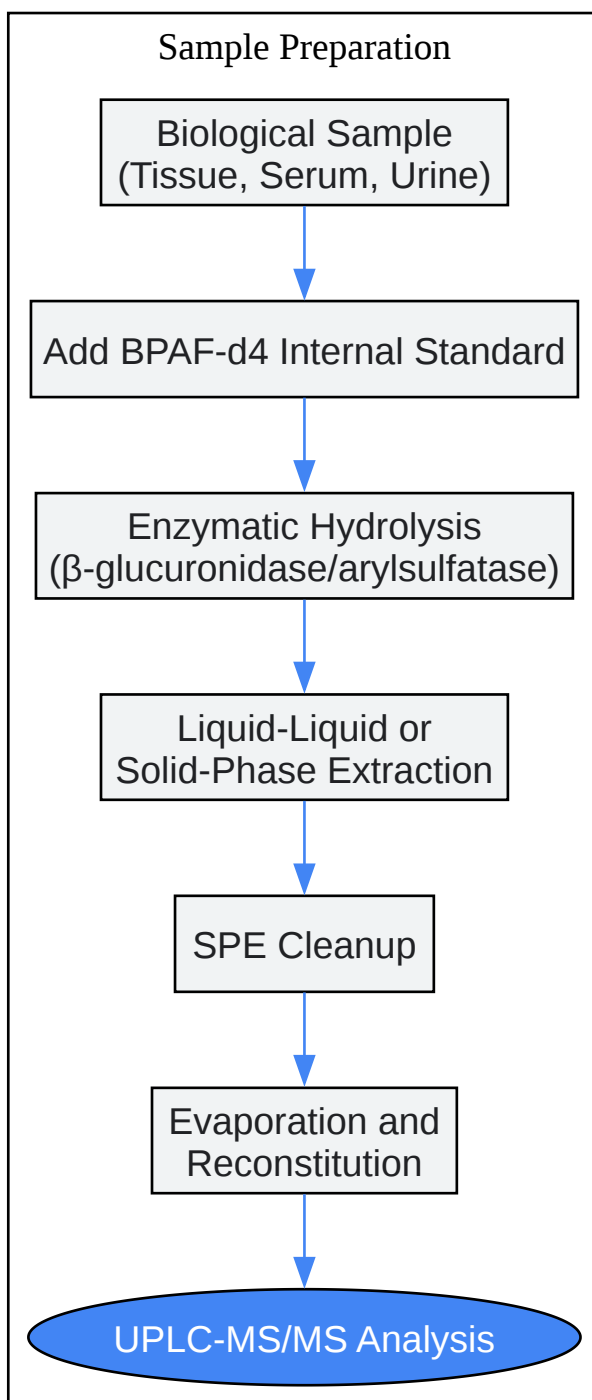 Sample Preparation
Biological Sample
(Tissue, Serum, Urine)
Add BPAF-d4 Internal Standard
Enzymatic Hydrolysis
(β-glucuronidase/arylsulfatase)
Liquid-Liquid or
Solid-Phase Extraction
SPE Cleanup
Evaporation and
Reconstitution
UPLC-MS/MS Analysis